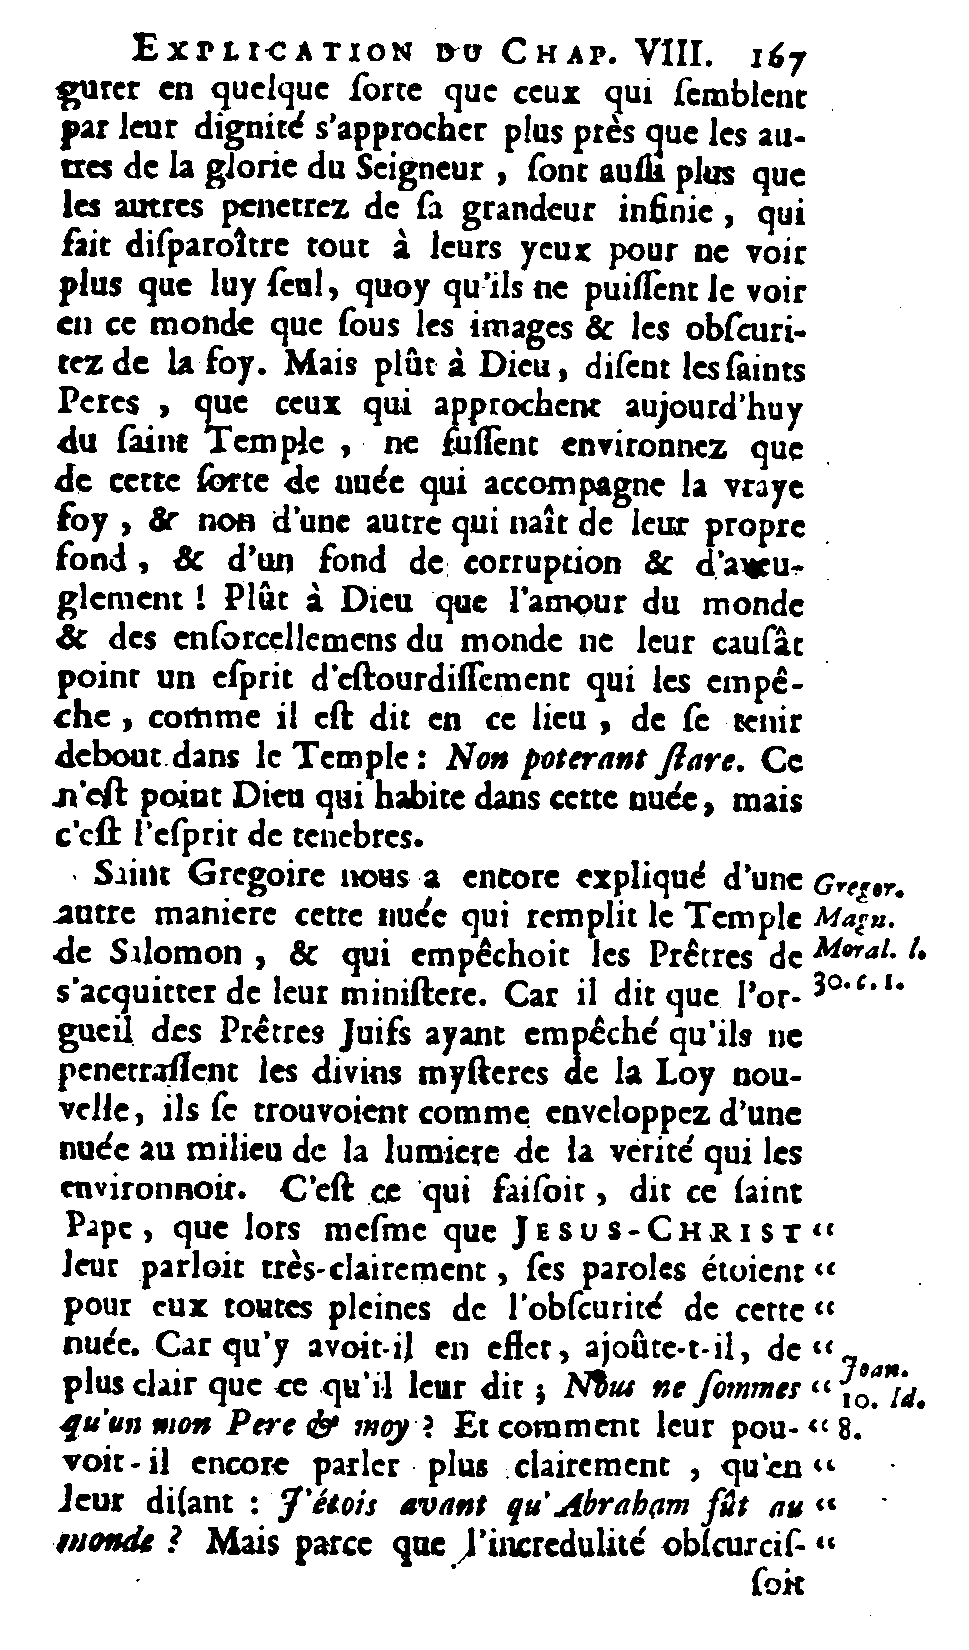 EXPLICATION DU CHAP. VIII. 167
gurer en quelque ſorte que ceux qui ſemblent
par leur dignité s'approcher plus près que les au-
tres de la glorie du Seigneur, ſont auſſi plus que
les autres penetrez de ſa grandeur infinie, qui
fait diſparoître tout à leurs yeux pour ne voir
plus que luy ſeul, quoy qu'ils ne puiſſent le voir
en ce monde que ſous les images & les obſcuri-
tez de la foy. Mais plût à Dieu, diſent les ſaints
Peres, que ceux qui approchent aujourd'huy
du ſaint Temple, ne fuſſent environnez que
de cette ſorte de nuée qui accompagne la vraye
foy, & non d'une autre qui naît de leur propre
fond, & d'un fond de corruption & d'aveu-
glement ! Plût à Dieu que l'amour du monde
& des enſorcellemens du monde ne leur cauſât
point un eſprit d'eſtourdiſſement qui les empê-
che, comme il eſt dit en ce lieu, de ſe tenir
debout dans le Temple : Non poterant ſtare. Ce
n'eſt point Dieu qui habite dans cette nuée, mais
c'eſt l'eſprit de tenebres.
Saint Gregoire nous a encore expliqué d'une Gregor.
autre maniere cette nuée qui remplit le Temple Magn.
de Salomon, & qui empêchoit les Prêtres de Moral. l.
s'acquitter de leur miniſtere. Car il dit que l'or- 30. c. 1.
gueil des Prêtres Juifs ayant empêché qu'ils ne
penetraſſent les divins myſteres de la Loy nou-
velle, ils ſe trouvoient comme enveloppez d'une
nuée au milieu de la lumiere de la verité qui les
environnoit. C'eſt ce qui faiſoit, dit ce ſaint
Pape, que lors meſme que JESUS-CHRIST “
leur parloit très-clairement, ſes paroles étoient “
pour eux toutes pleines de l'obſcurité de cette “
nuée. Car qu'y avoit-il en effet, ajoûte-t-il, de “
plus clair que ce qu'il leur dit ; Nous ne ſommes “ Joan. 10. Id.
qu'un mon Pere & moy ? Et comment leur pou- “ 8.
voit-il encore parler plus clairement, qu'en “
leur diſant : J'étois avant qu'Abraham fût au “
monde ? Mais parce que l'incredulité obſcurciſ- “
ſoit